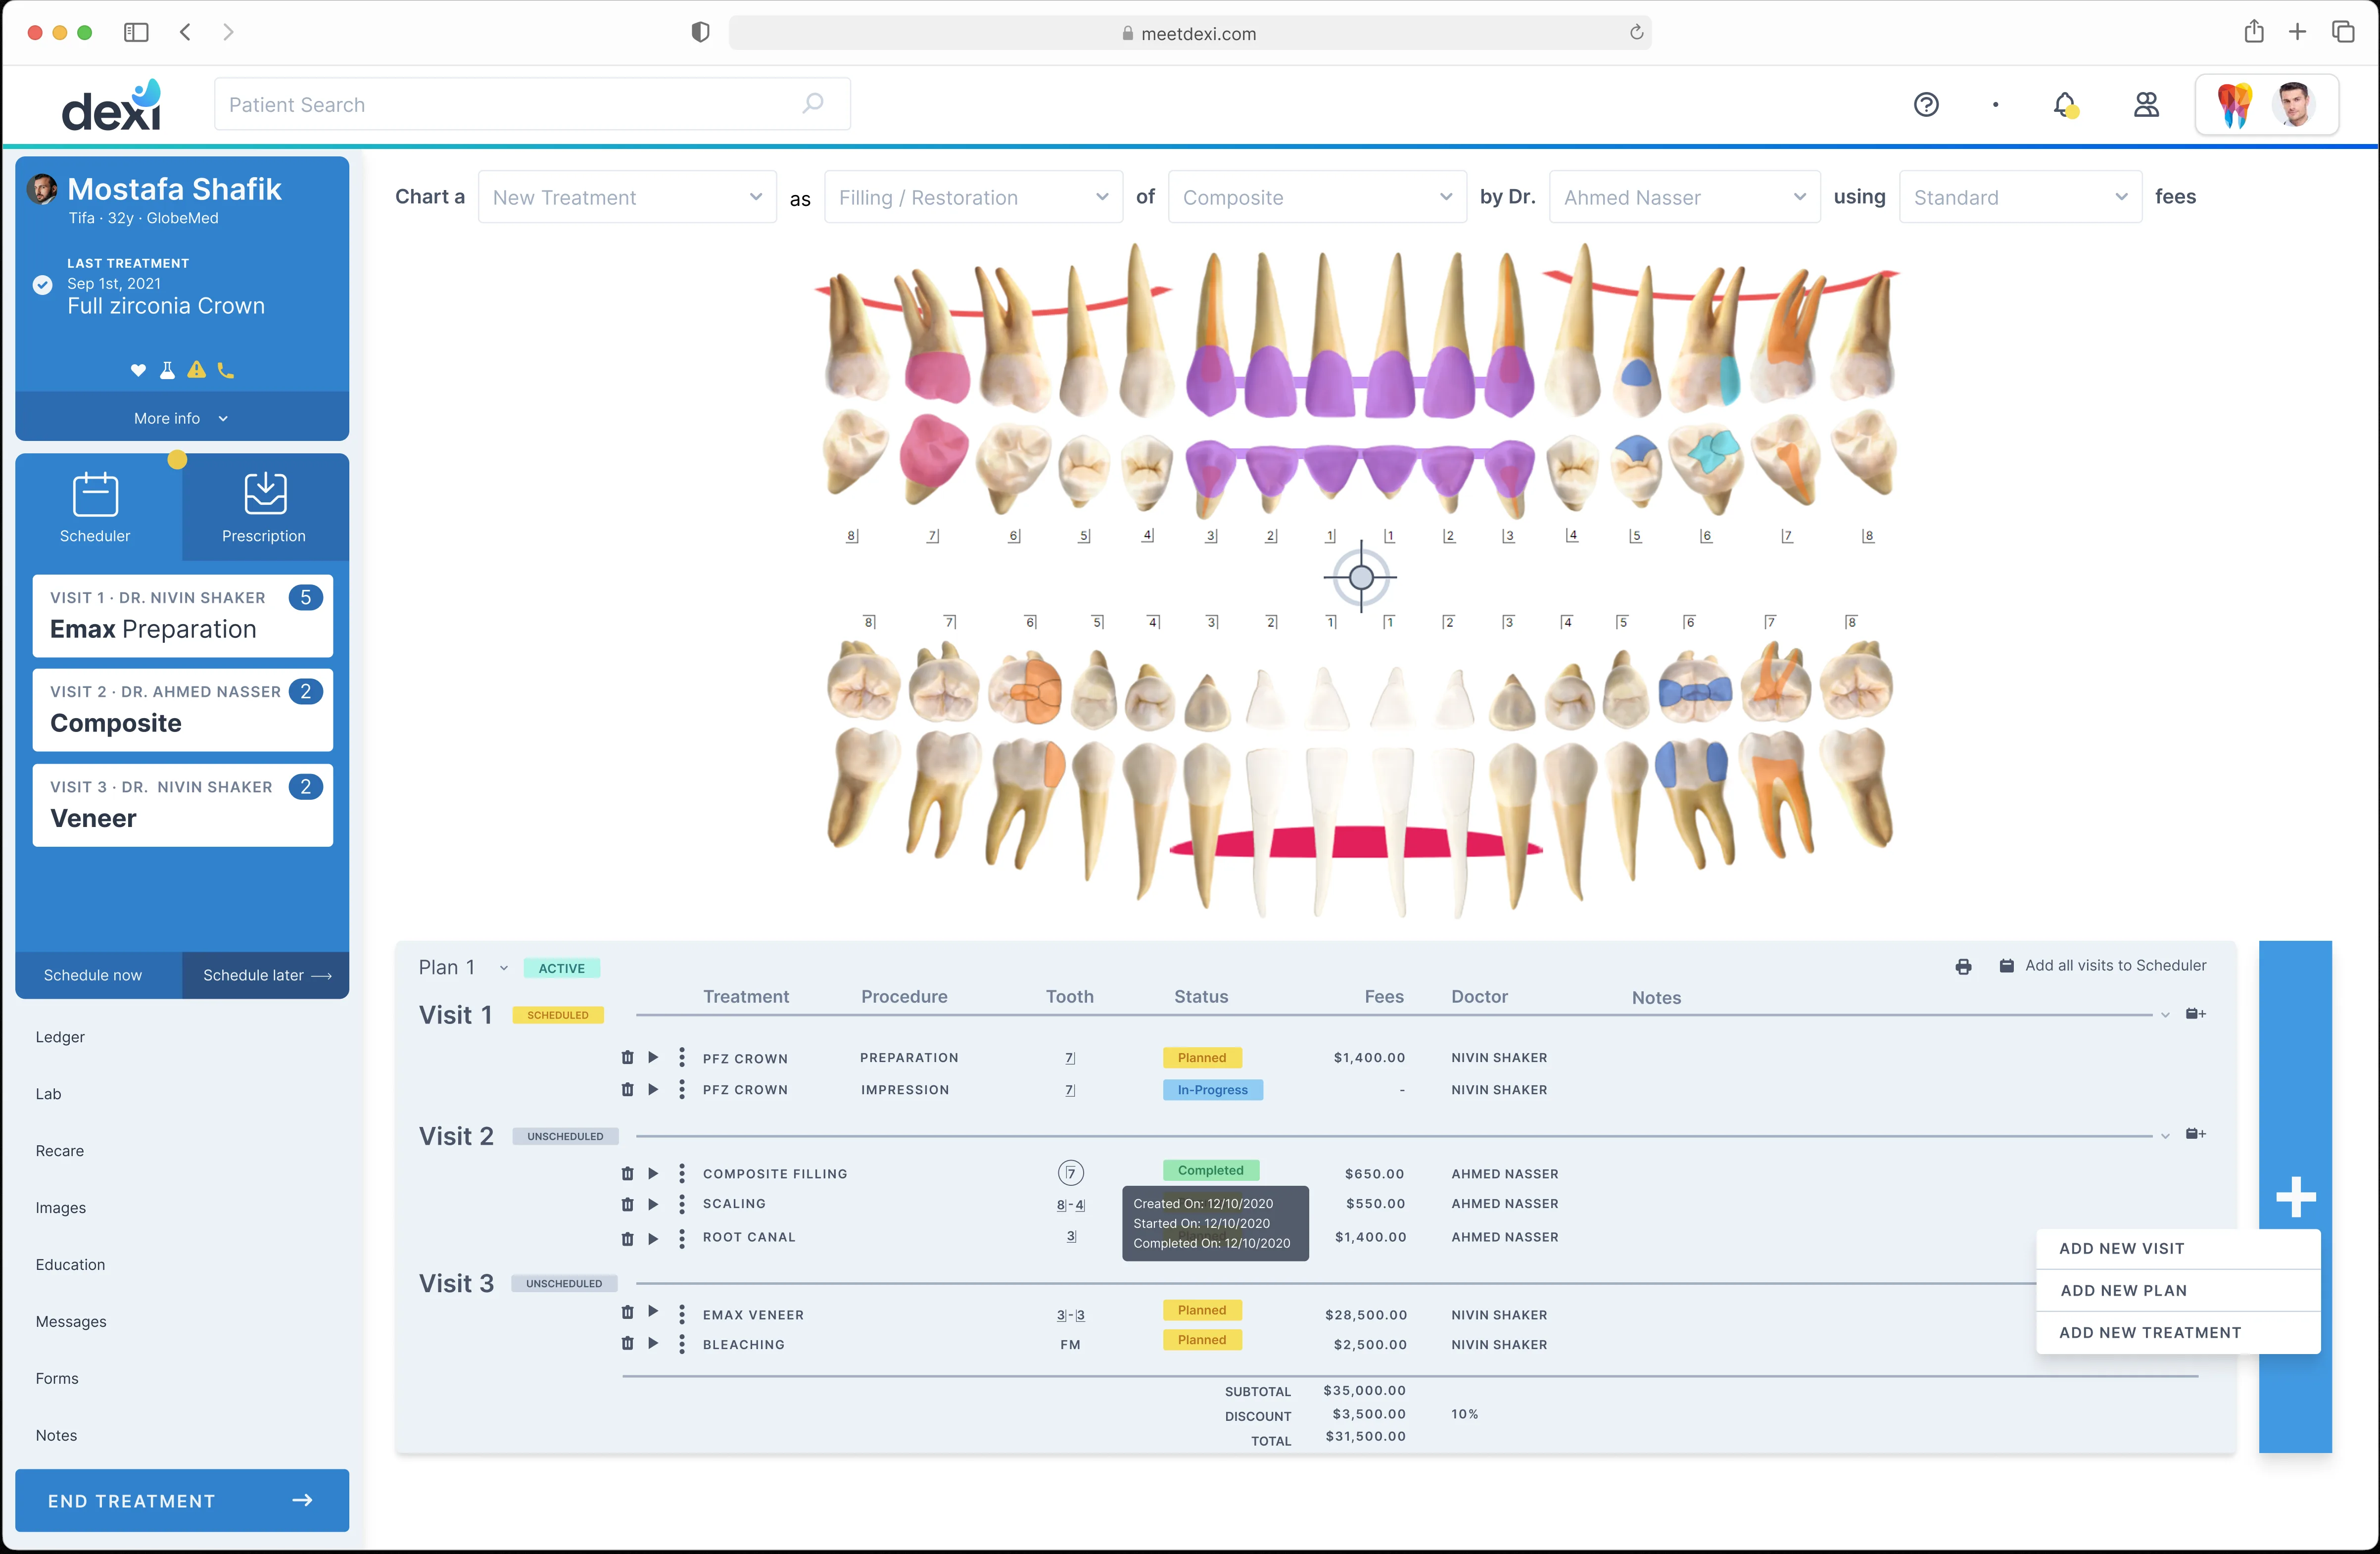 meetdexi.com
dexi
Patient Search
Mostafa Shafik
Tifa · 32y · GlobeMed
LAST TREATMENT
Sep 1st, 2021
Full zirconia Crown
More info
Scheduler
Prescription
VISIT 1 · DR. NIVIN SHAKER 5
Emax Preparation
VISIT 2 · DR. AHMED NASSER 2
Composite
VISIT 3 · DR. NIVIN SHAKER 2
Veneer
Schedule now
Schedule later
Ledger
Lab
Recare
Images
Education
Messages
Forms
Notes
END TREATMENT
Chart a New Treatment as Filling / Restoration of Composite by Dr. Ahmed Nasser using Standard fees
8 7 6 5 4 3 2 1 1 2 3 4 5 6 7 8
8 7 6 5 4 3 2 1 1 2 3 4 5 6 7 8
Plan 1 ACTIVE
Add all visits to Scheduler
Treatment Procedure Tooth Status Fees Doctor Notes
Visit 1 SCHEDULED
PFZ CROWN PREPARATION 7 Planned $1,400.00 NIVIN SHAKER
PFZ CROWN IMPRESSION 7 In-Progress - NIVIN SHAKER
Visit 2 UNSCHEDULED
COMPOSITE FILLING 7 Completed $650.00 AHMED NASSER
SCALING 8-4 $550.00 AHMED NASSER
ROOT CANAL 3 $1,400.00 AHMED NASSER
Created On: 12/10/2020
Started On: 12/10/2020
Completed On: 12/10/2020
Visit 3 UNSCHEDULED
EMAX VENEER 3-3 Planned $28,500.00 NIVIN SHAKER
BLEACHING FM Planned $2,500.00 NIVIN SHAKER
SUBTOTAL $35,000.00
DISCOUNT $3,500.00 10%
TOTAL $31,500.00
ADD NEW VISIT
ADD NEW PLAN
ADD NEW TREATMENT